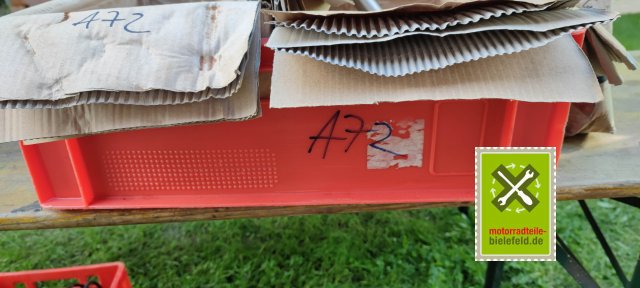 A72
A72
motorradteile-
bielefeld.de